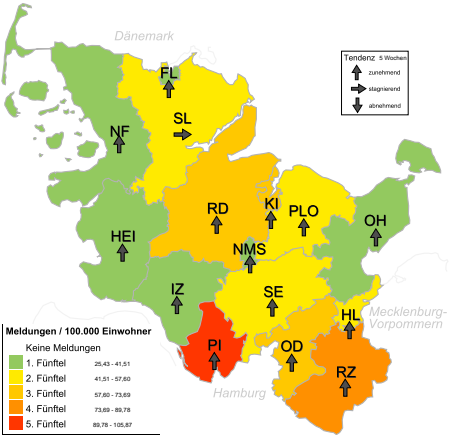 Dänemark
Tendenz 5 Wochen
zunehmend
stagnierend
abnehmend
FL
SL
NF
RD
KI
PLO
OH
HEI
NMS
IZ
SE
HL
Mecklenburg-
Vorpommern
PI
OD
RZ
Hamburg
Meldungen / 100.000 Einwohner
Keine Meldungen
1. Fünftel 25,43 - 41,51
2. Fünftel 41,51 - 57,60
3. Fünftel 57,60 - 73,69
4. Fünftel 73,69 - 89,78
5. Fünftel 89,78 - 105,87